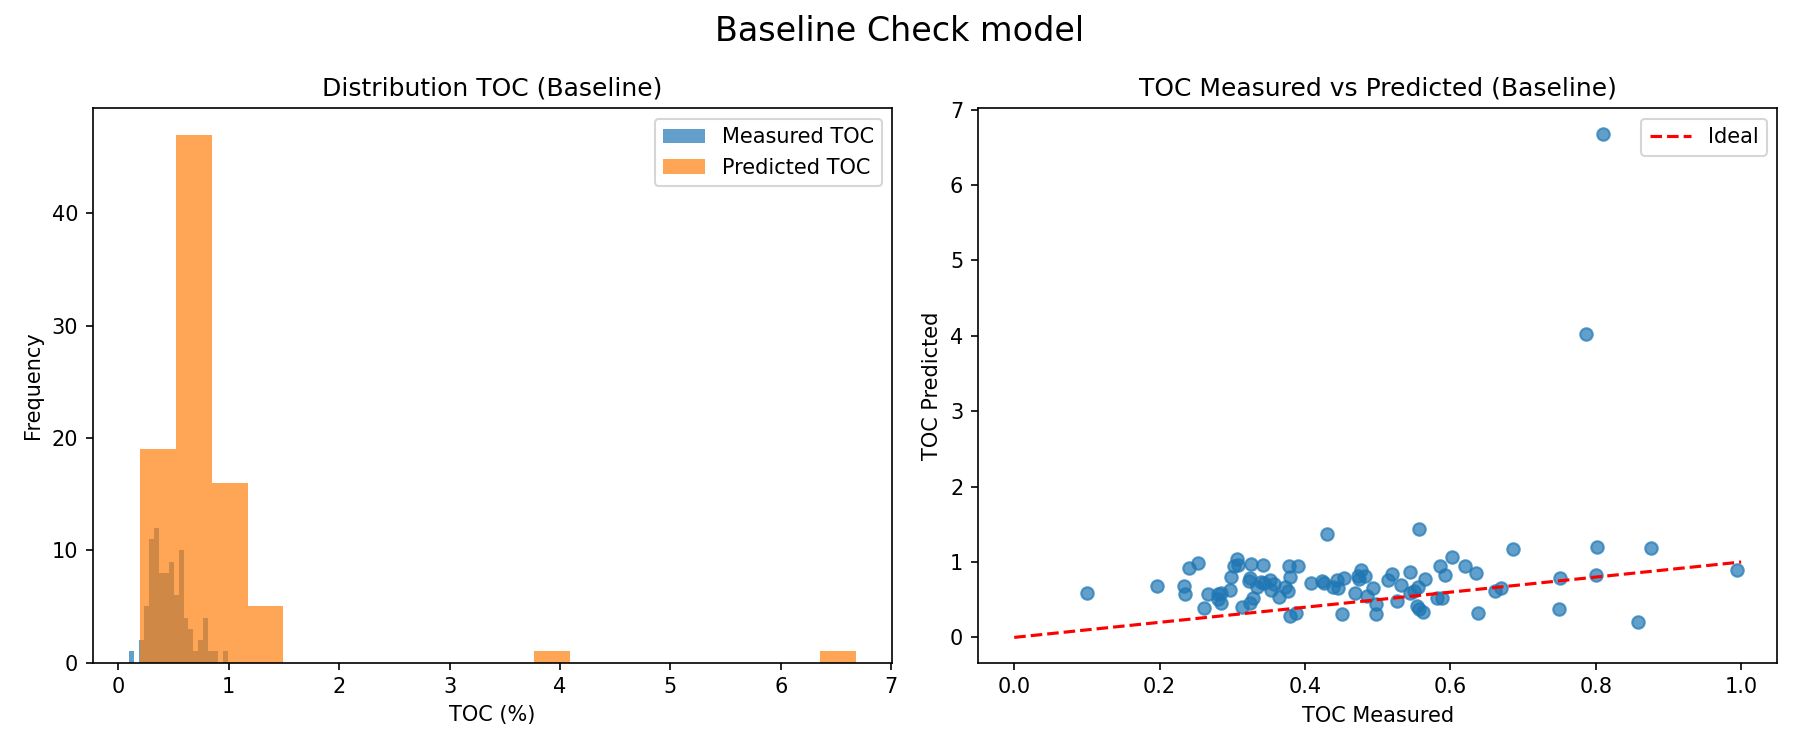 Baseline Check model
Distribution TOC (Baseline)
Measured TOC
Predicted TOC
Frequency
40
30
20
10
0
0 1 2 3 4 5 6 7
TOC (%)
TOC Measured vs Predicted (Baseline)
Ideal
TOC Predicted
7
6
5
4
3
2
1
0
0.0 0.2 0.4 0.6 0.8 1.0
TOC Measured